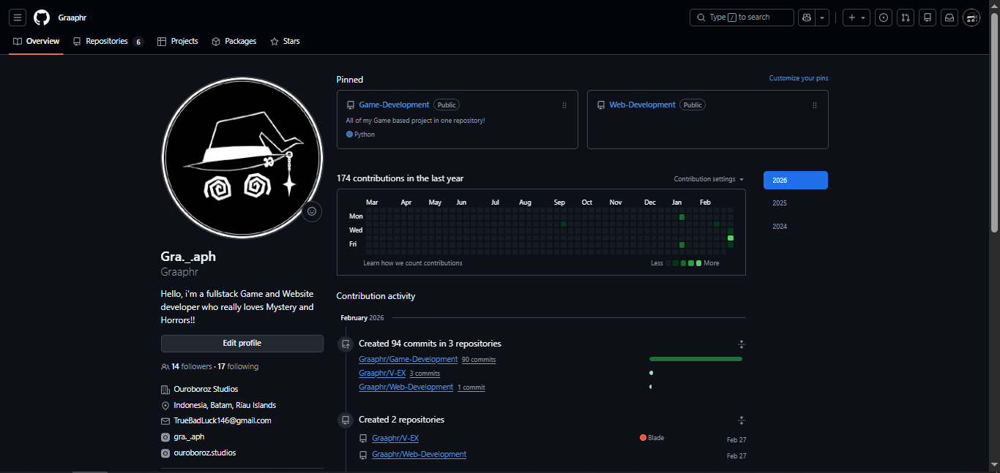 Graaphr
Type / to search
Overview
Repositories 6
Projects
Packages
Stars
Gra._.aph
Graaphr
Hello, i'm a fullstack Game and Website
developer who really loves Mystery and
Horrors!!
Edit profile
14 followers · 17 following
Ouroboroz Studios
Indonesia, Batam, Riau Islands
TrueBadLuck146@gmail.com
gra._.aph
ouroboroz.studios
Pinned
Customize your pins
Game-Development Public
All of my Game based project in one repository!
Python
Web-Development Public
174 contributions in the last year
Contribution settings
2026
2025
2024
Mar Apr May Jun Jul Aug Sep Oct Nov Dec Jan Feb
Mon
Wed
Fri
Learn how we count contributions
Less More
Contribution activity
February 2026
Created 94 commits in 3 repositories
Graaphr/Game-Development 90 commits
Graaphr/V-EX 3 commits
Graaphr/Web-Development 1 commit
Created 2 repositories
Graaphr/V-EX Blade Feb 27
Graaphr/Web-Development Feb 27